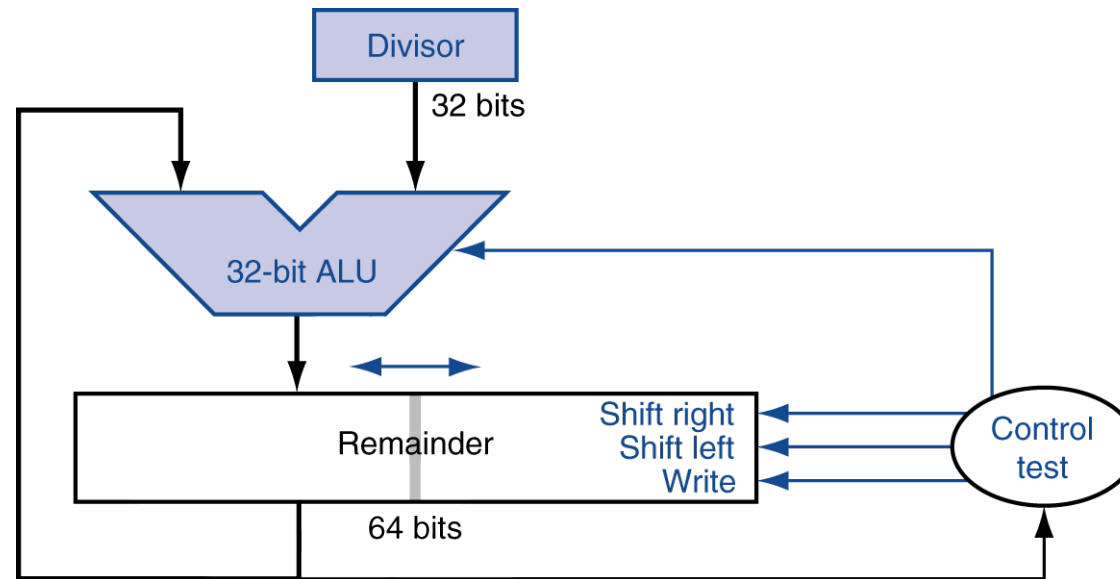 Divisor
32 bits
32-bit ALU
Remainder
Shift right
Shift left
Write
Control
test
64 bits